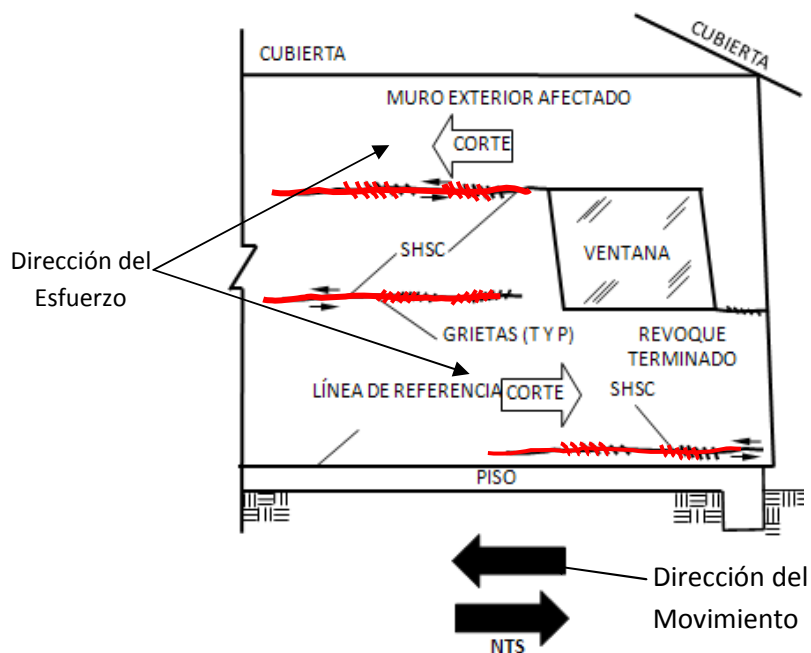 CUBIERTA
CUBIERTA
MURO EXTERIOR AFECTADO
CORTE
Dirección del
Esfuerzo
SHSC
VENTANA
GRIETAS (T Y P)
REVOQUE
TERMINADO
LÍNEA DE REFERENCIA
CORTE
SHSC
PISO
Dirección del
Movimiento
NTS